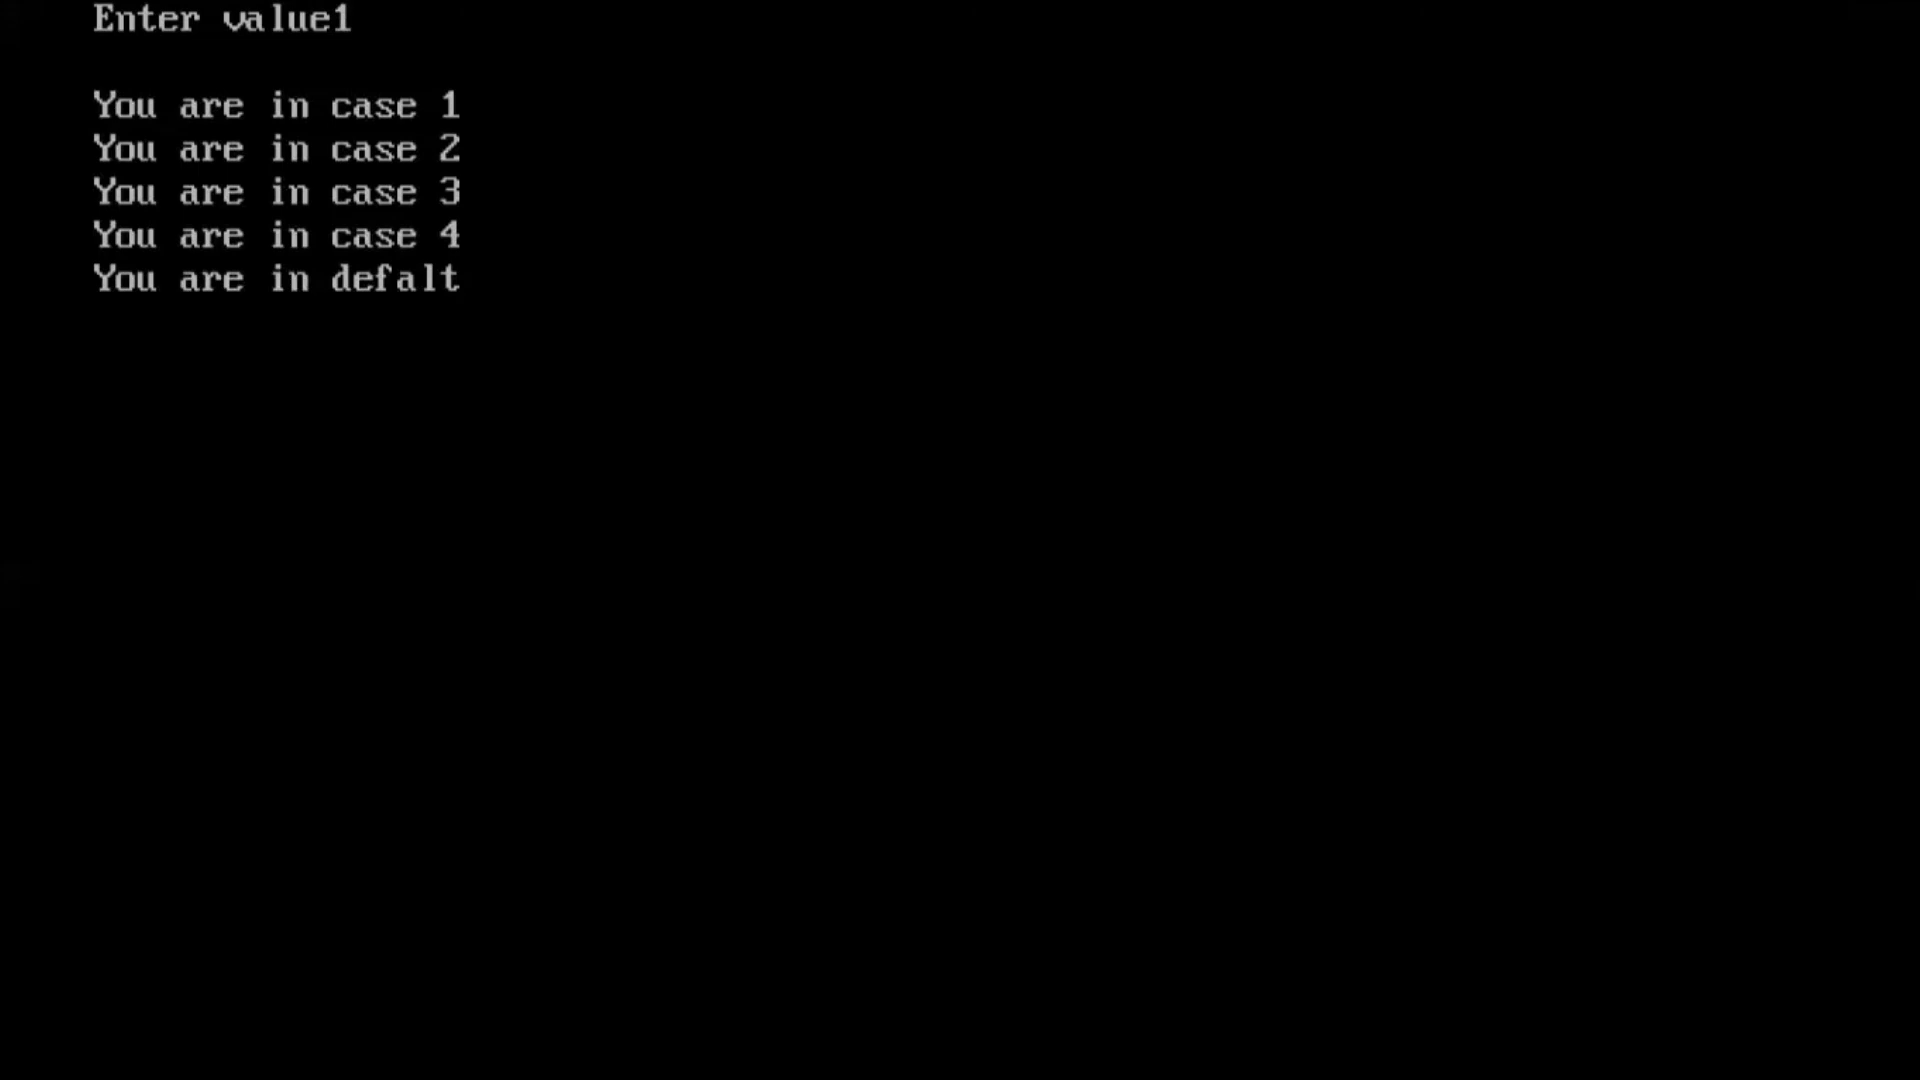 Enter value1
You are in case 1
You are in case 2
You are in case 3
You are in case 4
You are in defalt